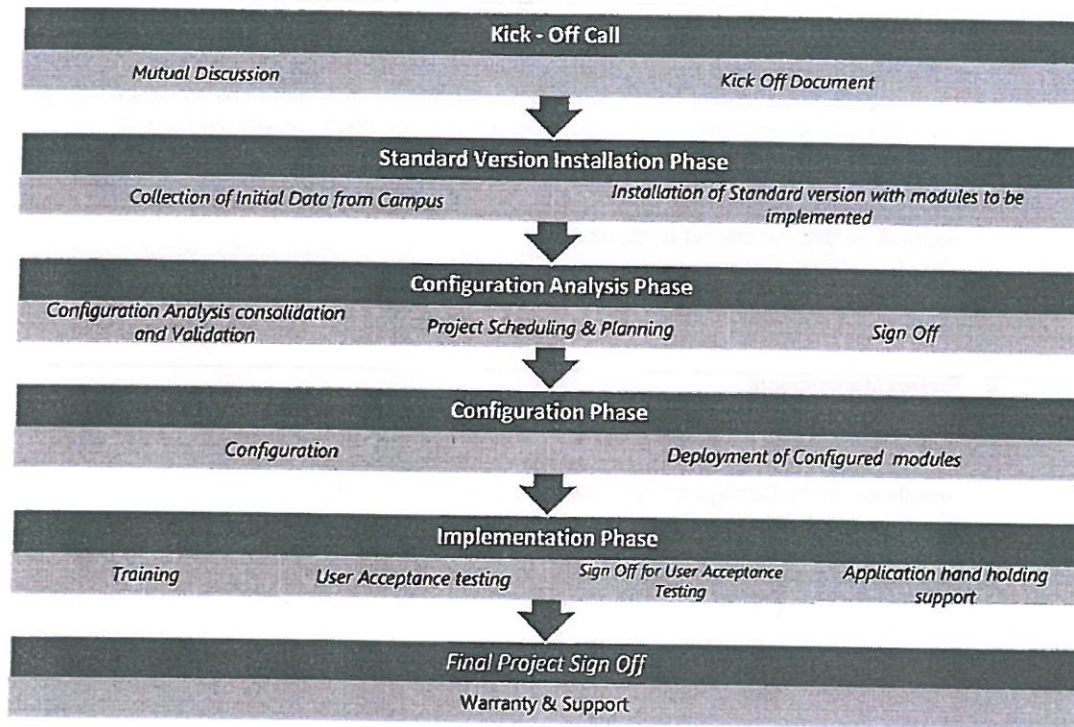 Kick - Off Call
Mutual Discussion
Kick Off Document
Standard Version Installation Phase
Collection of Initial Data from Campus
Installation of Standard version with modules to be
implemented
Configuration Analysis Phase
Configuration Analysis consolidation
and Validation
Project Scheduling & Planning
Sign Off
Configuration Phase
Configuration
Deployment of Configured modules
Implementation Phase
Training
User Acceptance testing
Sign Off for User Acceptance
Testing
Application hand holding
support
Final Project Sign Off
Warranty & Support